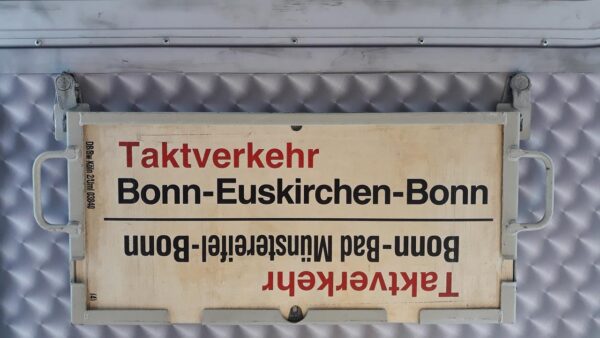 Taktverkehr
Bonn-Euskirchen-Bonn
Bonn-Bad Münstereifel-Bonn
Taktverkehr